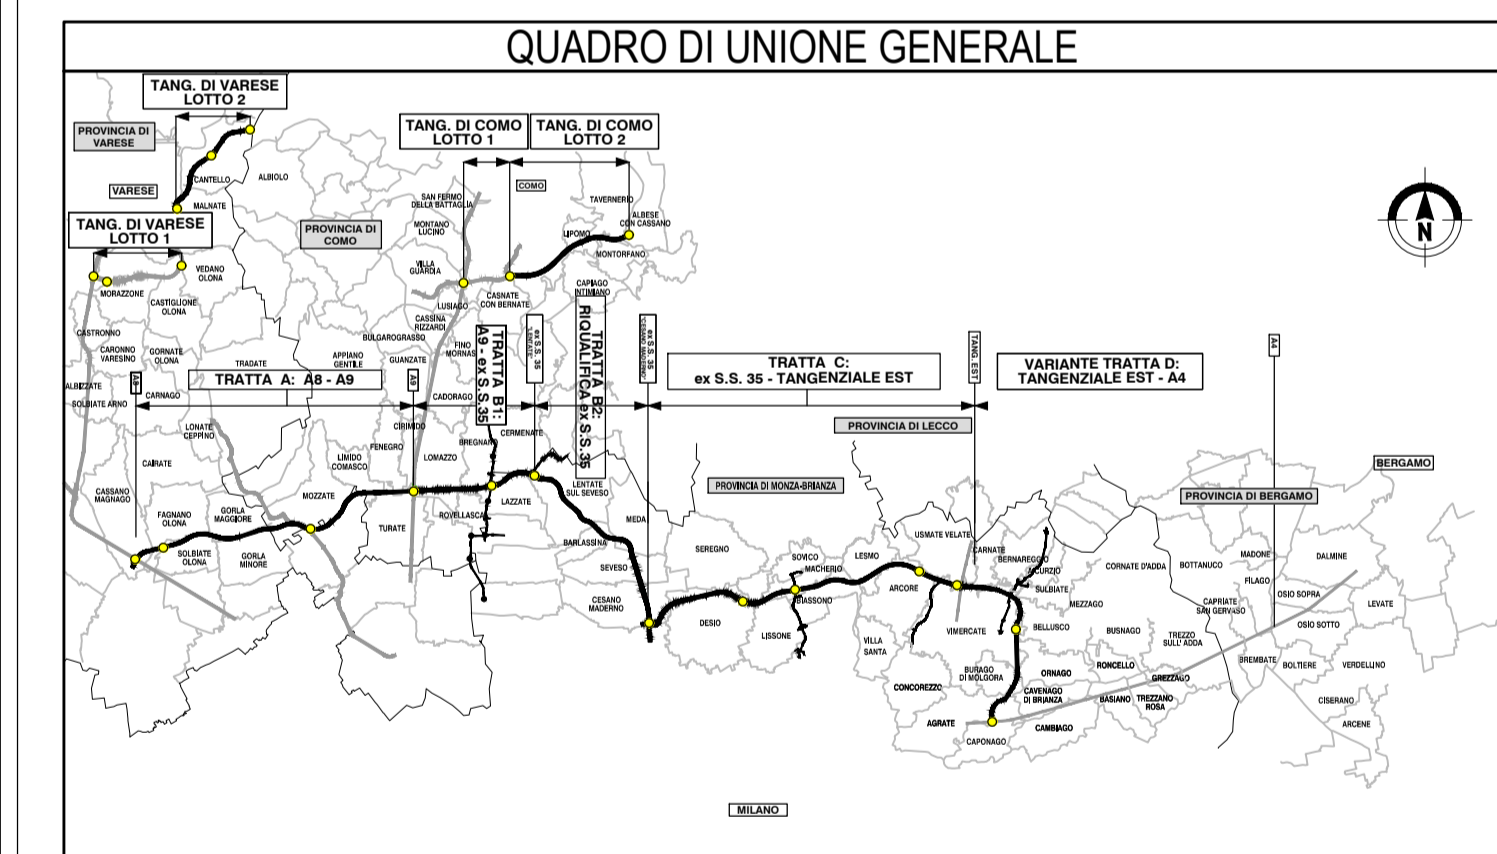 QUADRO DI UNIONE GENERALE
TANG. DI VARESE
LOTTO 2
PROVINCIA DI
VARESE
TANG. DI COMO
LOTTO 1
TANG. DI COMO
LOTTO 2
CANTELLO
ALBIOLO
VARESE
COMO
MALNATE
SAN FERMO
DELLA BATTAGLIA
TAVERNERIO
TANG. DI VARESE
LOTTO 1
PROVINCIA DI
COMO
MONTANO
LUCINO
ALBESE
CON CASSANO
LIPOMO
MONTORFANO
N
VEDANO
OLONA
VILLA
GUARDIA
MORAZZONE
CASTIGLIONE
OLONA
LUSIAGO
CASNATE
CON BERNATE
CAPIAGO
INTIMIANO
CASSINA
RIZZARDI
CASTRONNO
BULGAROGRASSO
CARONNO
VARESINO
GORNATE
OLONA
TRADATE
APPIANO
GENTILE
GUANZATE
FINO
MORNAS
TRATTA B1:
A9 - ex S.S.35
ex S.S. 35
"LENTATE"
TRATTA B2:
RIQUALIFICA ex S.S.35
ex S.S. 35
"CESANO MADERNO"
TRATTA C:
ex S.S. 35 - TANGENZIALE EST
TANG. EST
VARIANTE TRATTA D:
TANGENZIALE EST - A4
A4
ALBIZZATE
A8
TRATTA A: A8 - A9
A9
SOLBIATE ARNO
CARNAGO
CADORAGO
LONATE
CEPPINO
CIRIMIDO
CERMENATE
PROVINCIA DI LECCO
FENEGRO
BREGNANO
CAIRATE
LIMIDO
COMASCO
LOMAZZO
BERGAMO
CASSANO
MAGNAGO
MOZZATE
LAZZATE
LENTATE
SUL SEVESO
PROVINCIA DI MONZA-BRIANZA
PROVINCIA DI BERGAMO
FAGNANO
OLONA
GORLA
MAGGIORE
TURATE
ROVELLASCA
MEDA
SOLBIATE
OLONA
GORLA
MINORE
BARLASSINA
SEREGNO
SOVICO
LESMO
USMATE VELATE
CARNATE
BERNAREGGIO
MADONE
DALMINE
SEVESO
MACHERIO
AICURZIO
CORNATE D'ADDA
BOTTANUCO
FILAGO
CESANO
MADERNO
BIASSONO
ARCORE
SULBIATE
MEZZAGO
CAPRIATE
SAN GERVASO
OSIO SOPRA
LEVATE
DESIO
LISSONE
VILLA
SANTA
VIMERCATE
BELLUSCO
BUSNAGO
TREZZO
SULL' ADDA
OSIO SOTTO
BURAGO
DI MOLGORA
ORNAGO
RONCELLO
GREZZAGO
BREMBATE
BOLTIERE
VERDELLINO
CONCOREZZO
CAVENAGO
DI BRIANZA
BASIANO
TREZZANO
ROSA
CISERANO
AGRATE
CAPONAGO
CAMBIAGO
ARCENE
MILANO